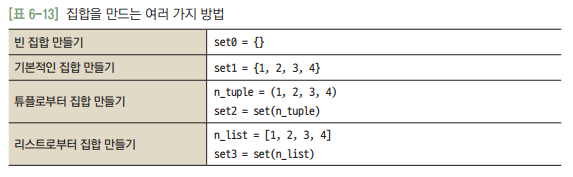 [표 6-13] 집합을 만드는 여러 가지 방법
빈 집합 만들기 set0 = {}
기본적인 집합 만들기 set1 = {1, 2, 3, 4}
튜플로부터 집합 만들기 n_tuple = (1, 2, 3, 4)
set2 = set(n_tuple)
리스트로부터 집합 만들기 n_list = [1, 2, 3, 4]
set3 = set(n_list)